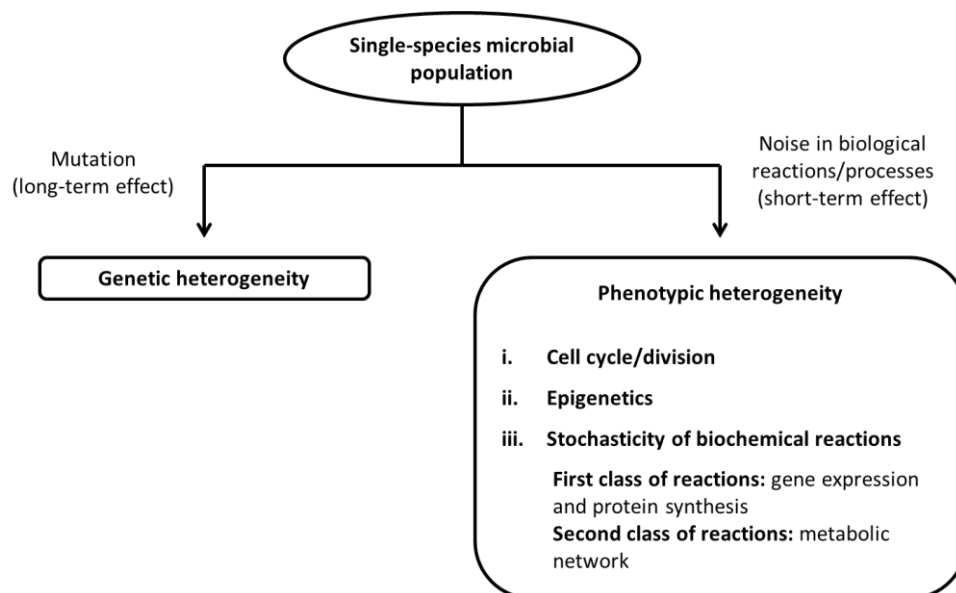 Single-species microbial
population
Mutation
(long-term effect)
Noise in biological
reactions/processes
(short-term effect)
Genetic heterogeneity
Phenotypic heterogeneity
i. Cell cycle/division
ii. Epigenetics
iii. Stochasticity of biochemical reactions
First class of reactions: gene expression
and protein synthesis
Second class of reactions: metabolic
network